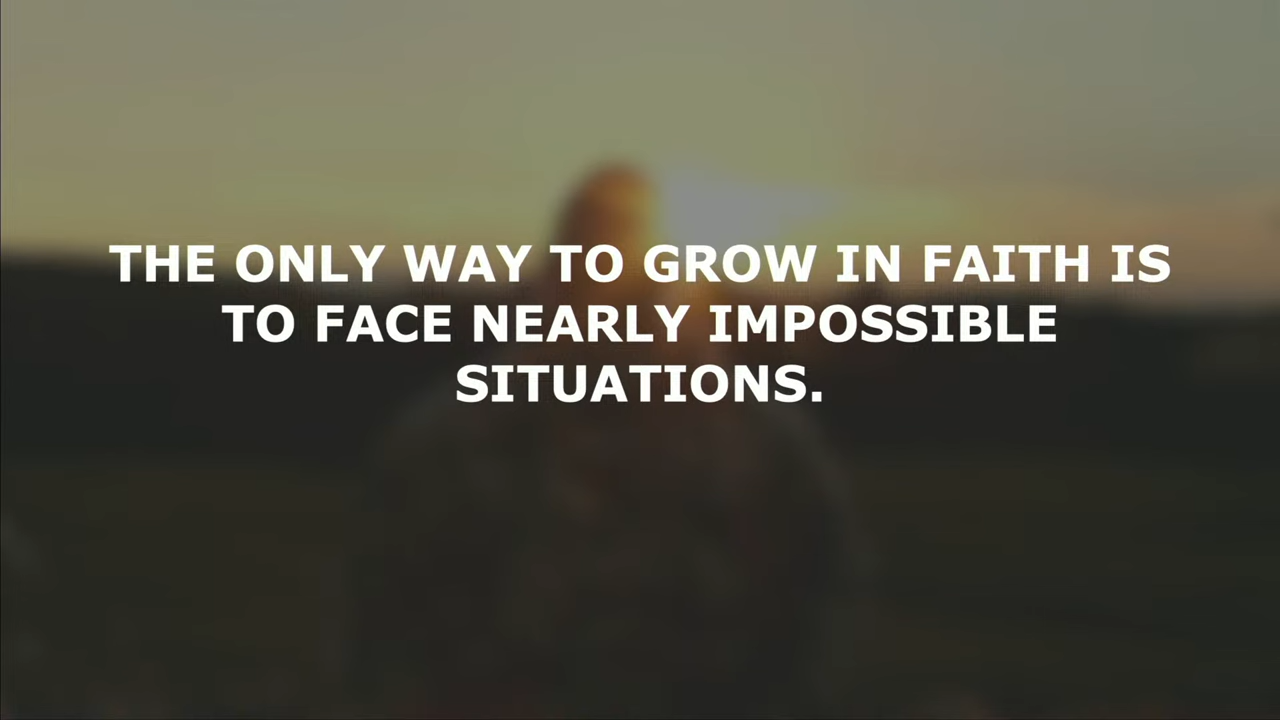 THE ONLY WAY TO GROW IN FAITH IS
TO FACE NEARLY IMPOSSIBLE
SITUATIONS.